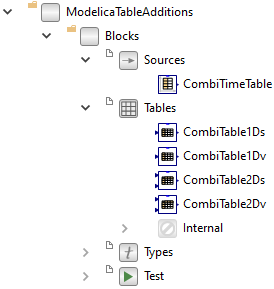 ModelicaTableAdditions
Blocks
Sources
CombiTimeTable
Tables
CombiTable1Ds
CombiTable1Dv
CombiTable2Ds
CombiTable2Dv
Internal
Types
Test